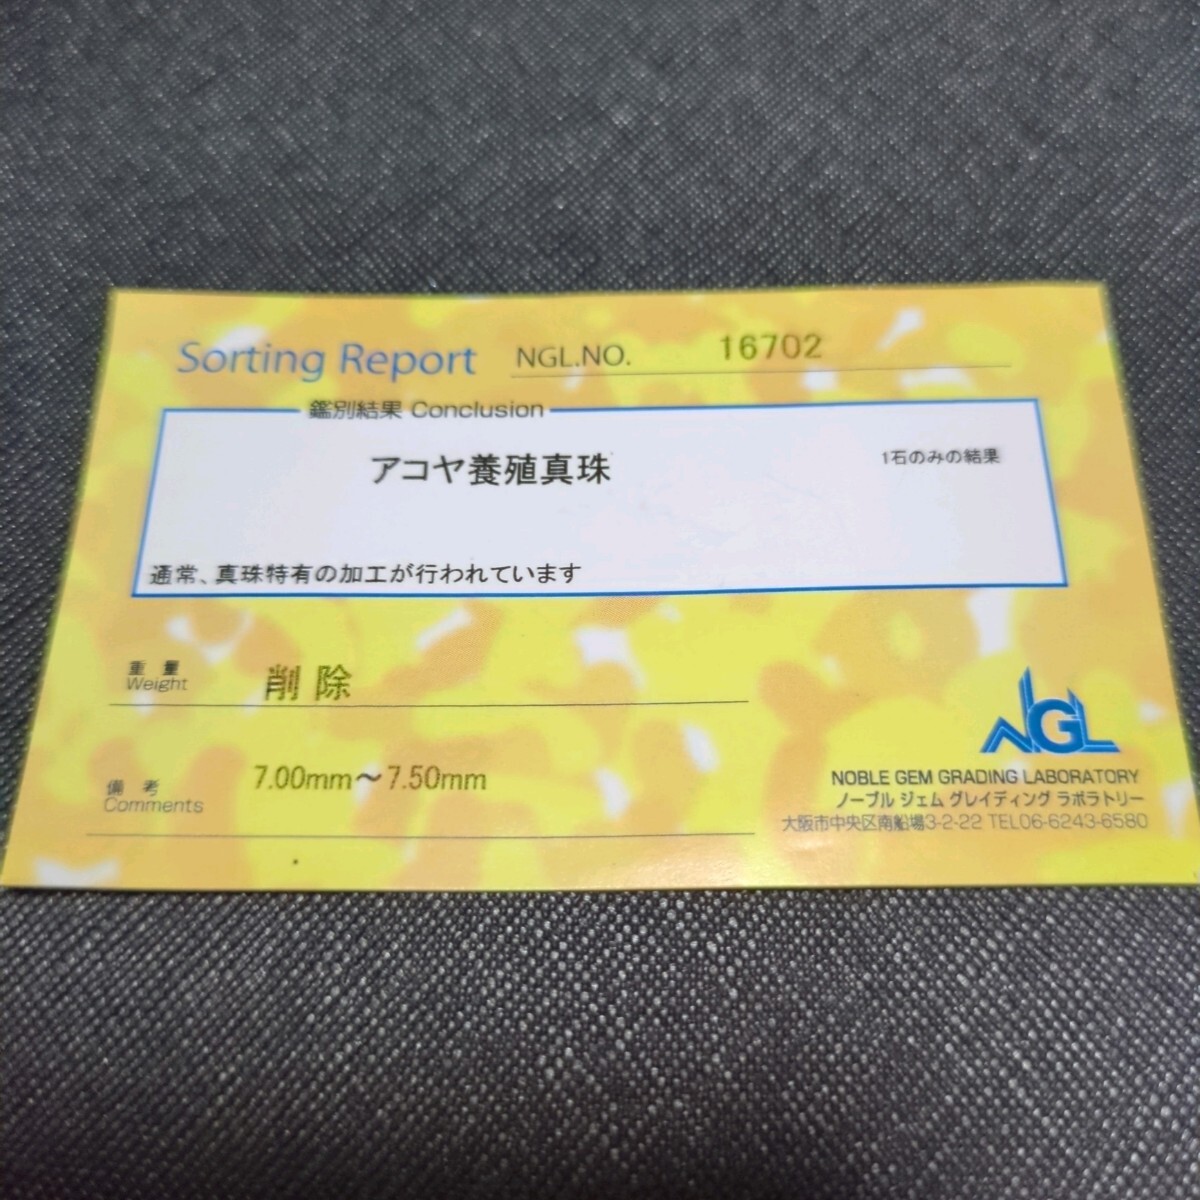 Sorting Report NGL.NO. 16702
鑑別結果 Conclusion
アコヤ養殖真珠 1石のみの結果
通常、真珠特有の加工が行われています
重量 削除
Weight
備考 7.00mm~7.50mm
Comments
NGL
NOBLE GEM GRADING LABORATORY
ノーブル ジェム グレイディング ラボラトリー
大阪市中央区南船場3-2-22 TEL06-6243-6580